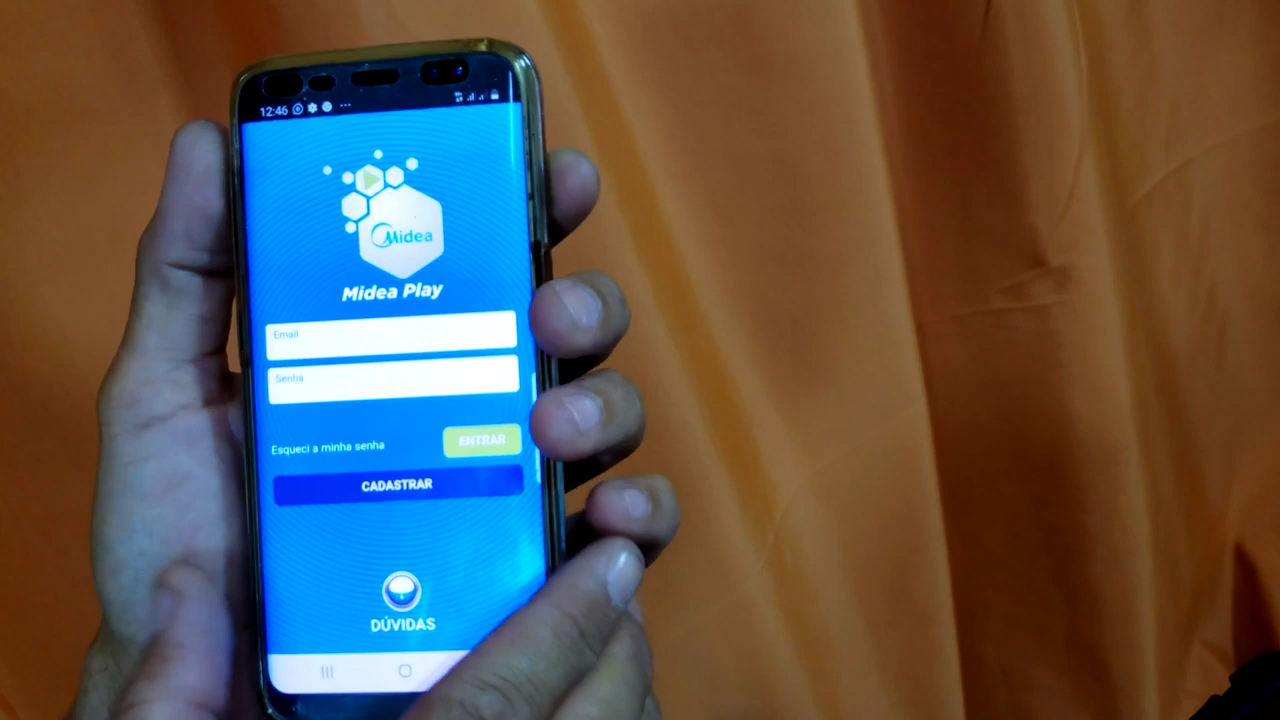 12:46
Midea
Midea Play
Email
Senha
Esqueci a minha senha
ENTRAR
CADASTRAR
DÚVIDAS